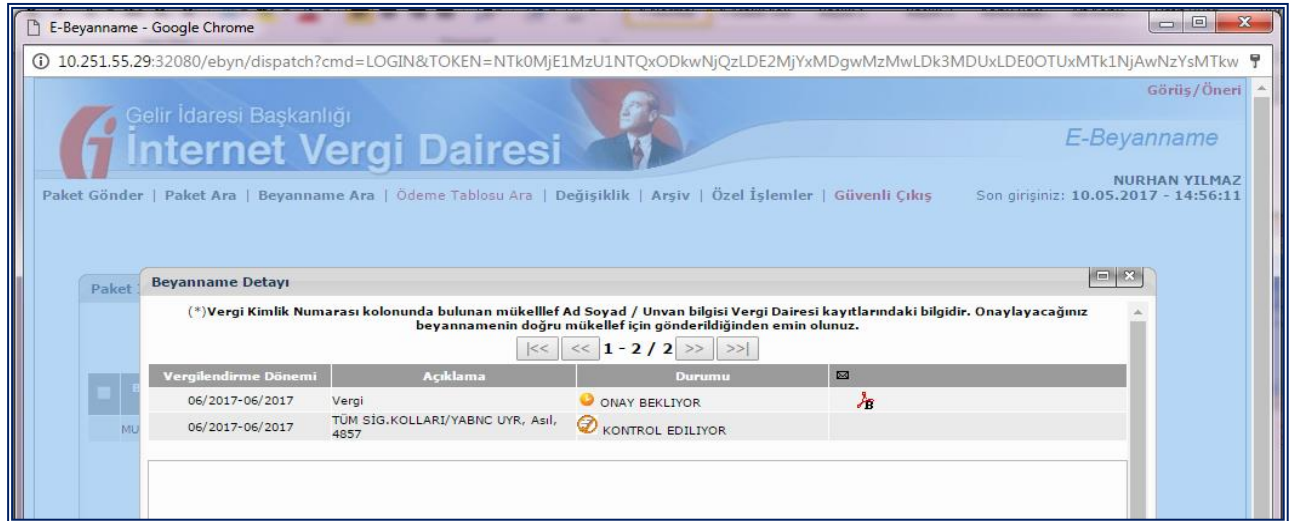 E-Beyanname - Google Chrome
10.251.55.29:32080/ebyn/dispatch?cmd=LOGIN&TOKEN=NTk0MjE1MzU1NTQxODkwNjQzLDE2MjYxMDgwMzMwLDk3MDUxLDE0OTUxMTk1NjAwNzYsMTkw
Görüş/Öneri
Gelir İdaresi Başkanlığı
İnternet Vergi Dairesi
E-Beyanname
NURHAN YILMAZ
Paket Gönder | Paket Ara | Beyanname Ara | Ödeme Tablosu Ara | Değişiklik | Arşiv | Özel İşlemler | Güvenli Çıkış Son girişiniz: 10.05.2017 - 14:56:11
Paket
Beyanname Detayı
(*)Vergi Kimlik Numarası kolonunda bulunan mükelllef Ad Soyad / Unvan bilgisi Vergi Dairesi kayıtlarındaki bilgidir. Onaylayacağınız
beyannamenin doğru mükellef için gönderildiğinden emin olunuz.
|<< << 1 - 2 / 2 >> >>|
Vergilendirme Dönemi Açıklama Durumu
06/2017-06/2017 Vergi ONAY BEKLIYOR
06/2017-06/2017 TÜM SİG.KOLLARI/YABNC UYR, Asıl, 4857 KONTROL EDILIYOR
MU